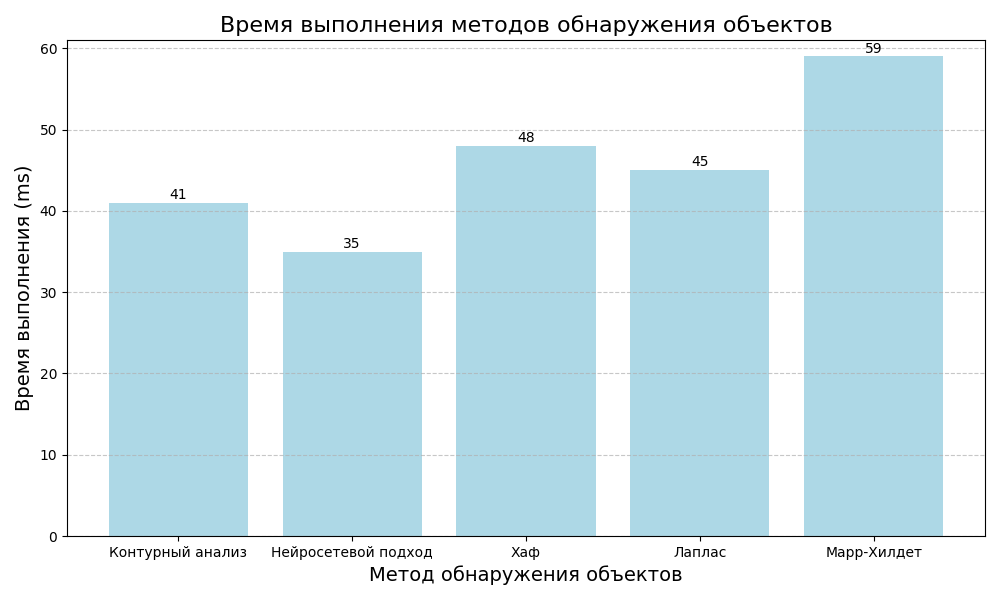 Время выполнения методов обнаружения объектов
Время выполнения (ms)
60
50
40
30
20
10
0
41
35
48
45
59
Контурный анализ
Нейросетевой подход
Хаф
Лаплас
Марр-Хилдет
Метод обнаружения объектов